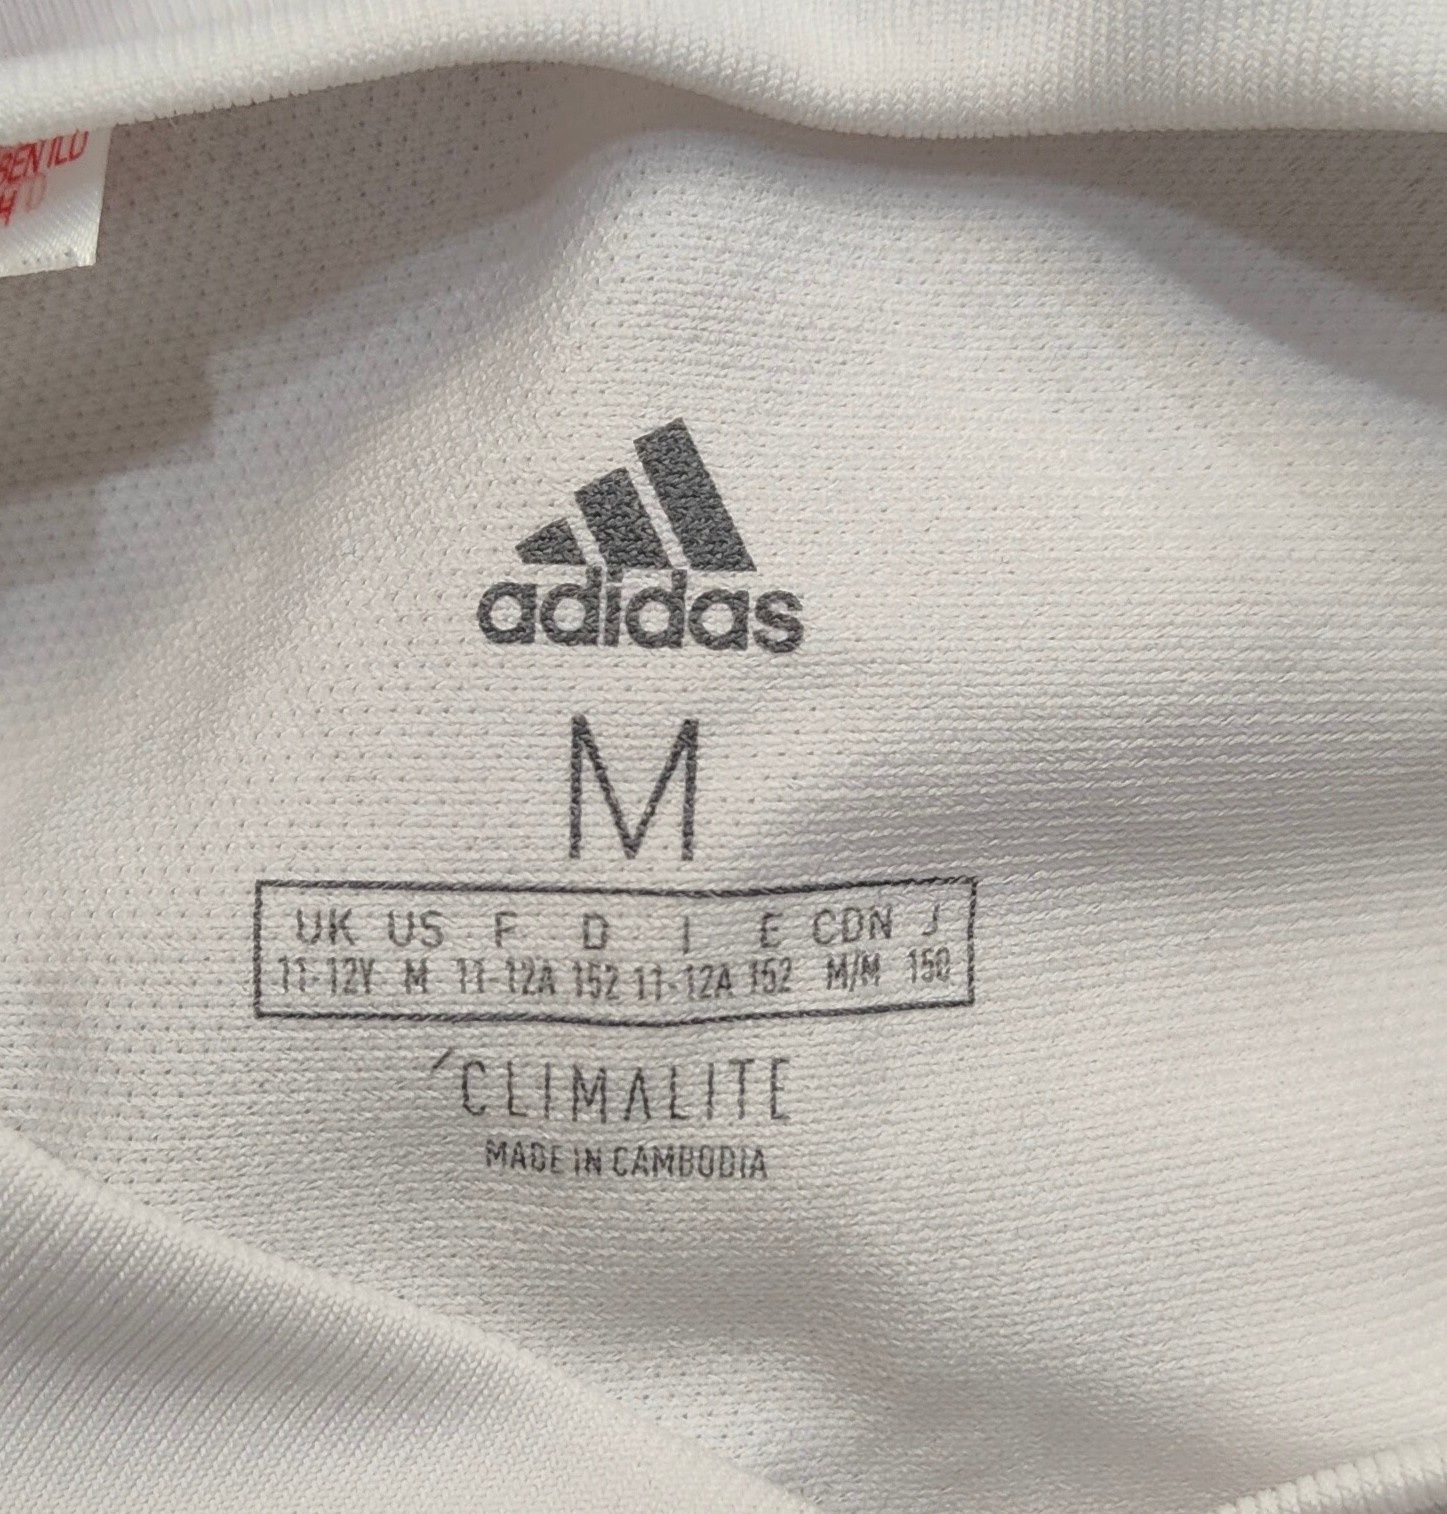 adidas
M
UK US F D I E CDN J
11-12Y M 11-12A 152 11-12A 152 M/M 150
CLIMALITE
MADE IN CAMBODIA